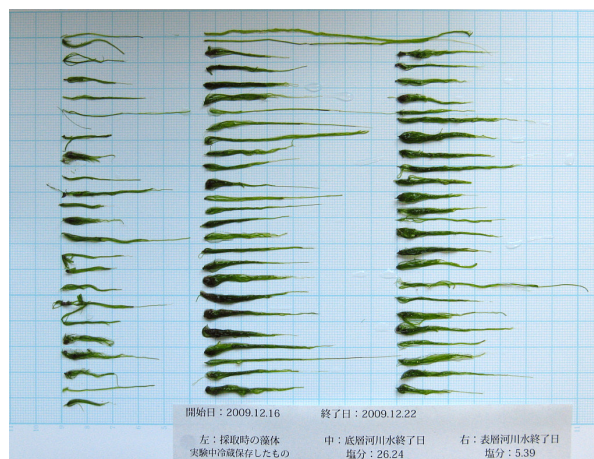 開始日：2009.12.16 終了日：2009.12.22
左：採取時の藻体 中：底層河川水終了日 右：表層河川水終了日
実験中冷蔵保存したもの 塩分：26.24 塩分：5.39